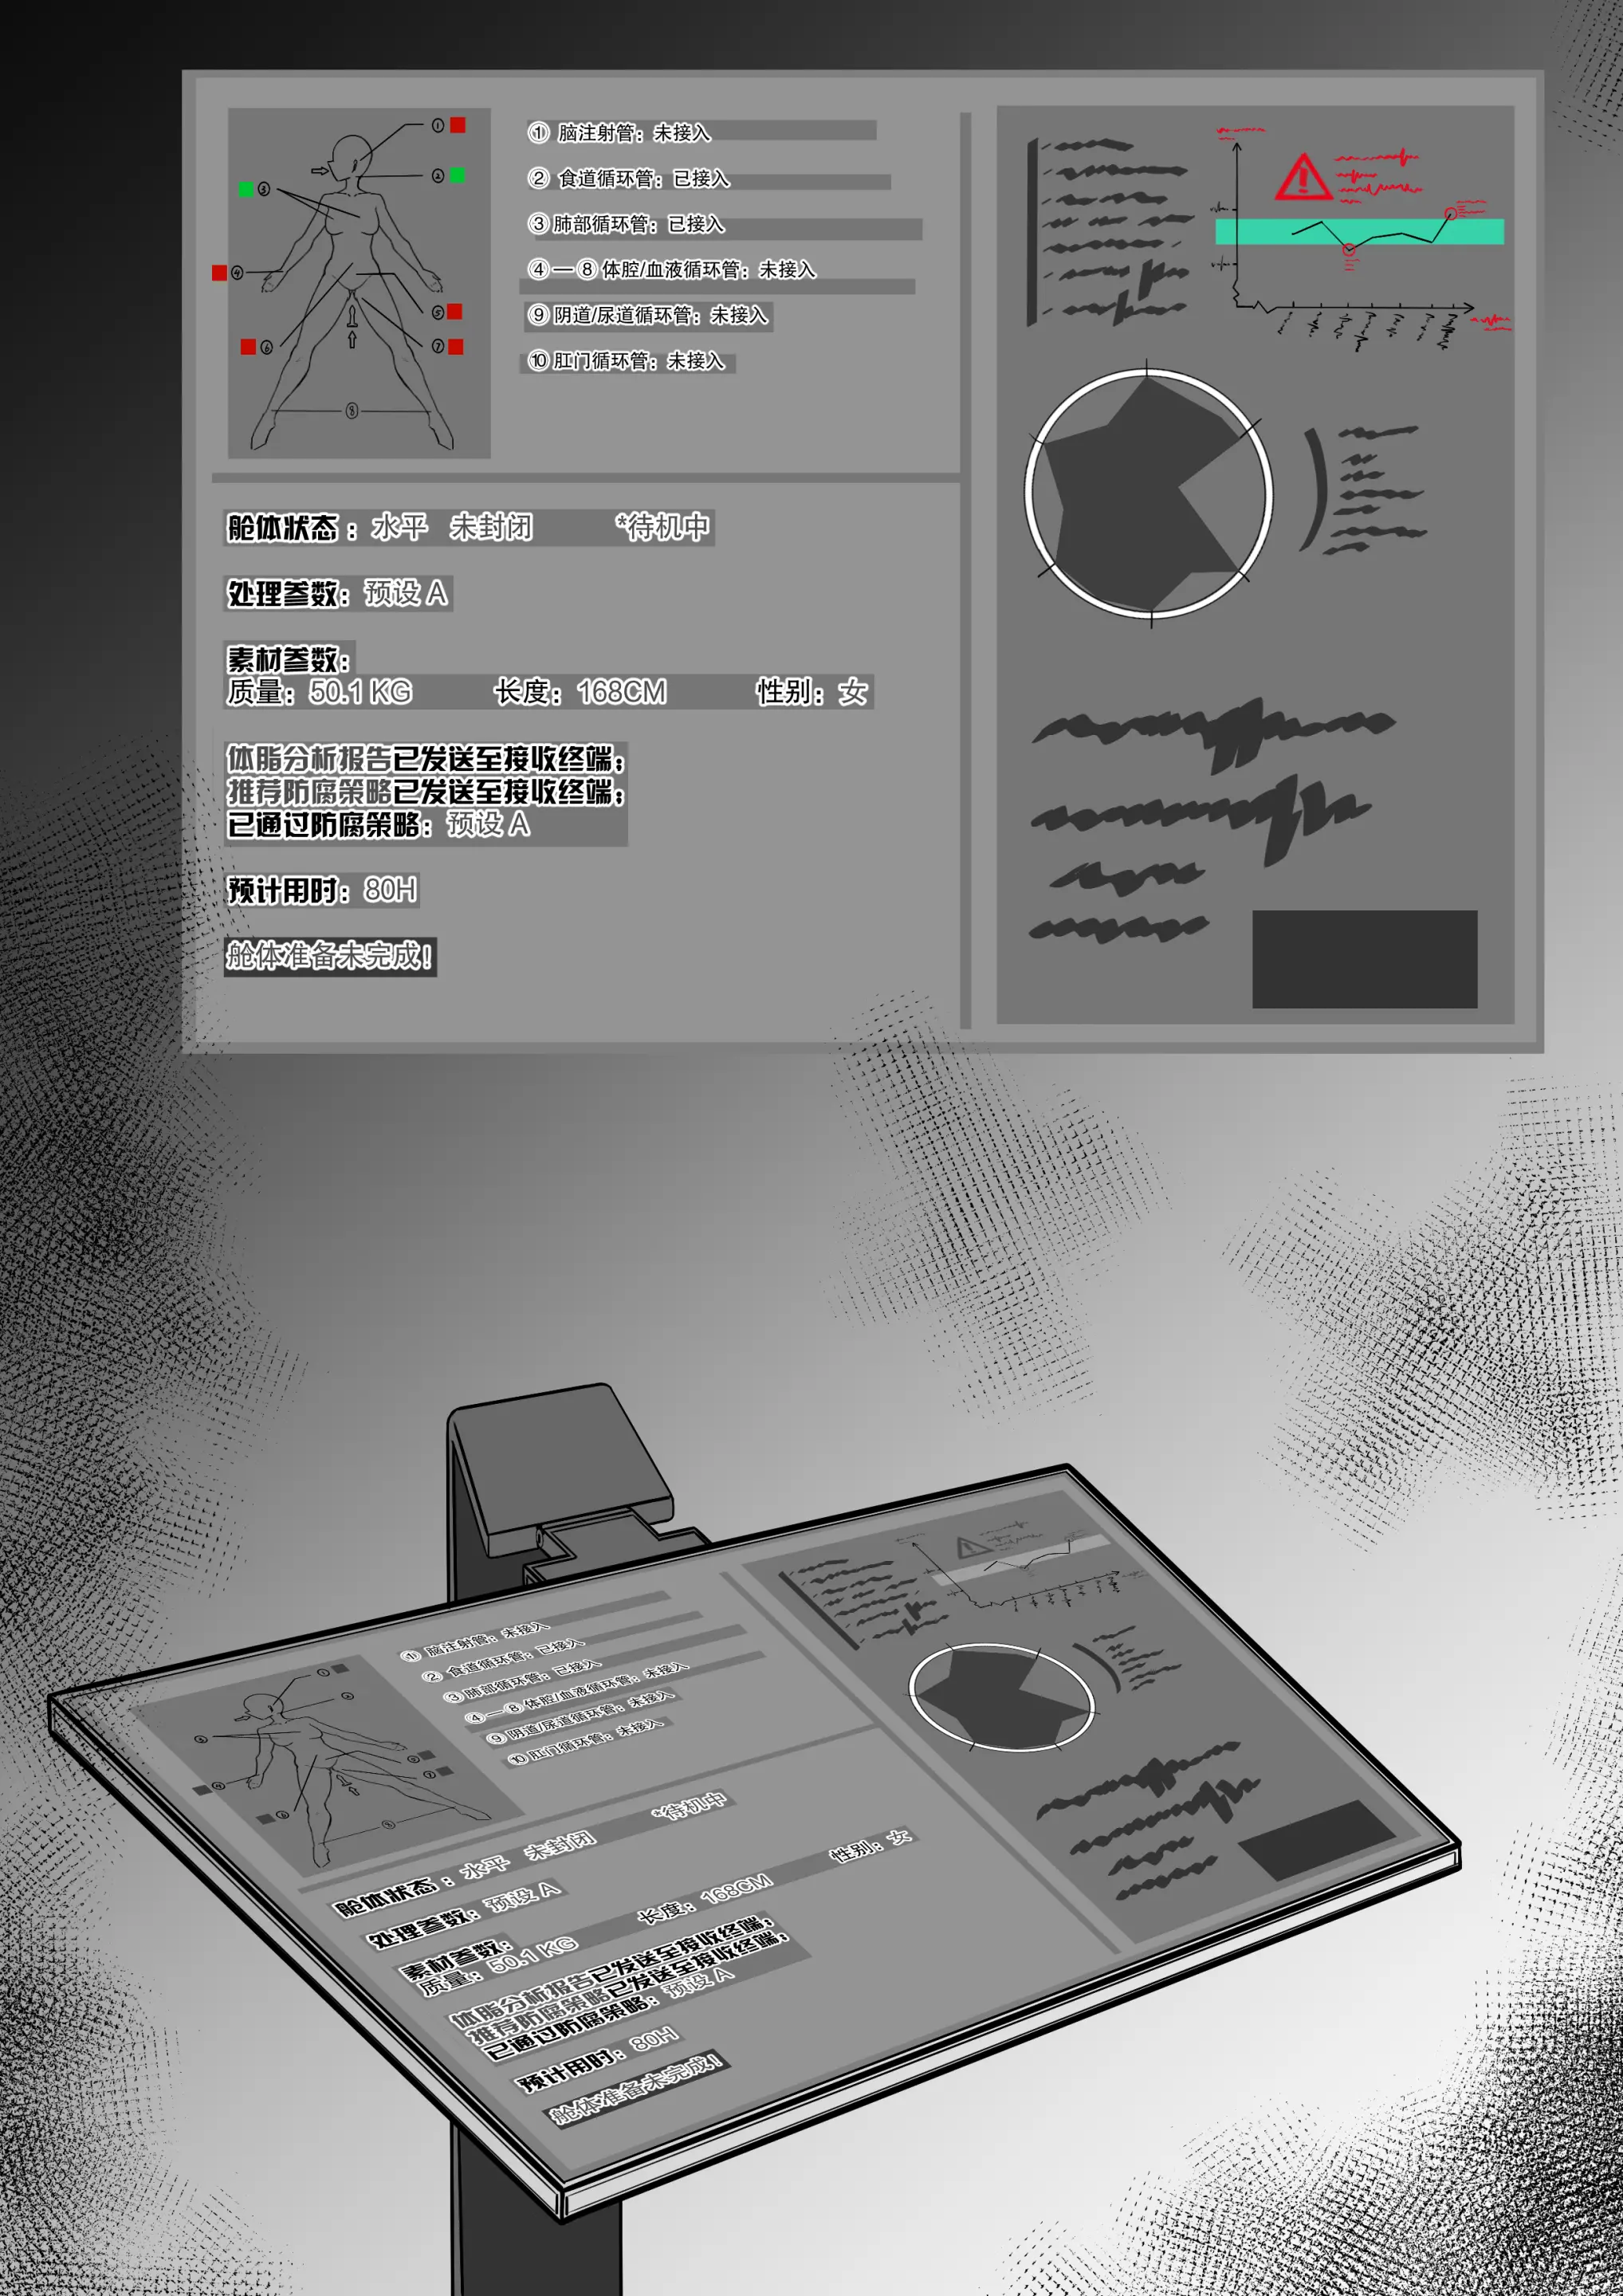 ① 脑注射管：未接入
② 食道循环管：已接入
③ 肺部循环管：已接入
④ — ⑧ 体腔/血液循环管：未接入
⑨ 阴道/尿道循环管：未接入
⑩ 肛门循环管：未接入
① ② ③ ④ ⑤ ⑥ ⑦ ⑧
舱体状态： 水平 未封闭 *待机中
处理参数：预设 A
素材参数：
质量：50.1 KG 长度：168CM 性别：女
体脂分析报告已发送至接收终端；
推荐防腐策略已发送至接收终端；
已通过防腐策略：预设 A
预计用时：80H
舱体准备未完成！
① 脑注射管：未接入
② 食道循环管：已接入
③ 肺部循环管：已接入
④ — ⑧ 体腔/血液循环管：未接入
⑨ 阴道/尿道循环管：未接入
⑩ 肛门循环管：未接入
舱体状态： 水平 未封闭 *待机中
处理参数：预设 A
素材参数：
质量：50.1 KG 长度：168CM 性别：女
体脂分析报告已发送至接收终端；
推荐防腐策略已发送至接收终端；
已通过防腐策略：预设 A
预计用时：80H
舱体准备未完成！